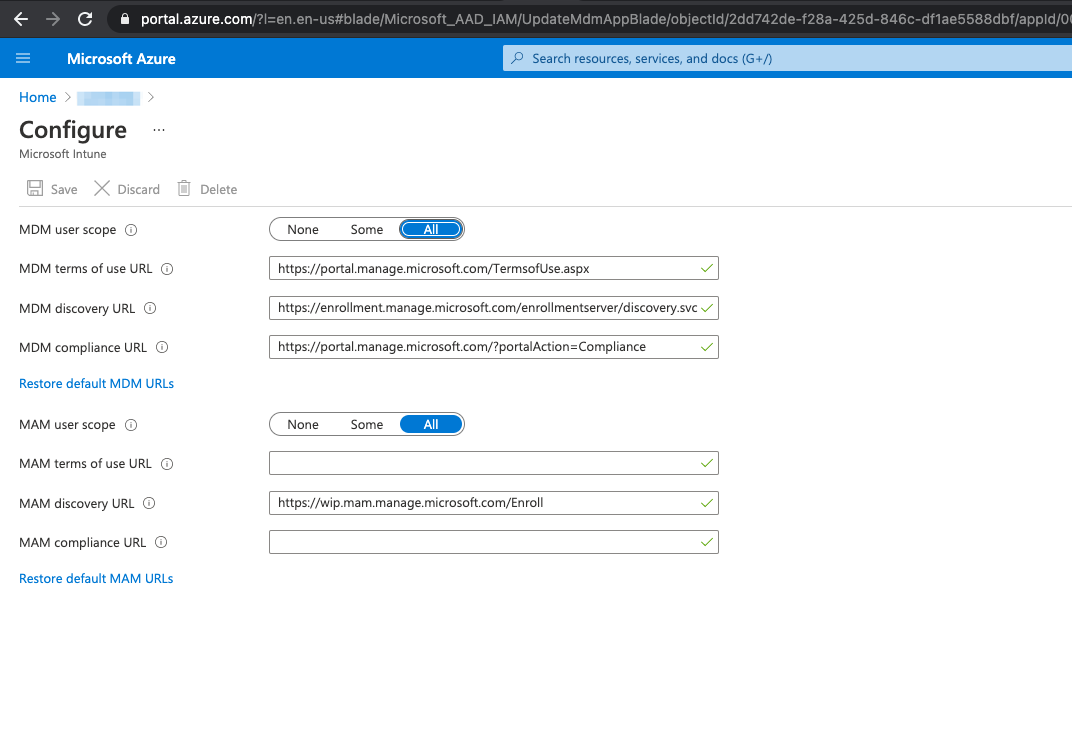 portal.azure.com/?l=en.en-us#blade/Microsoft_AAD_IAM/UpdateMdmAppBlade/objectId/2dd742de-f28a-425d-846c-df1ae5588dbf/appId/00
Microsoft Azure
Search resources, services, and docs (G+/)
Home
Configure ...
Microsoft Intune
Save Discard Delete
MDM user scope None Some All
MDM terms of use URL https://portal.manage.microsoft.com/TermsofUse.aspx
MDM discovery URL https://enrollment.manage.microsoft.com/enrollmentserver/discovery.svc
MDM compliance URL https://portal.manage.microsoft.com/?portalAction=Compliance
Restore default MDM URLs
MAM user scope None Some All
MAM terms of use URL
MAM discovery URL https://wip.mam.manage.microsoft.com/Enroll
MAM compliance URL
Restore default MAM URLs